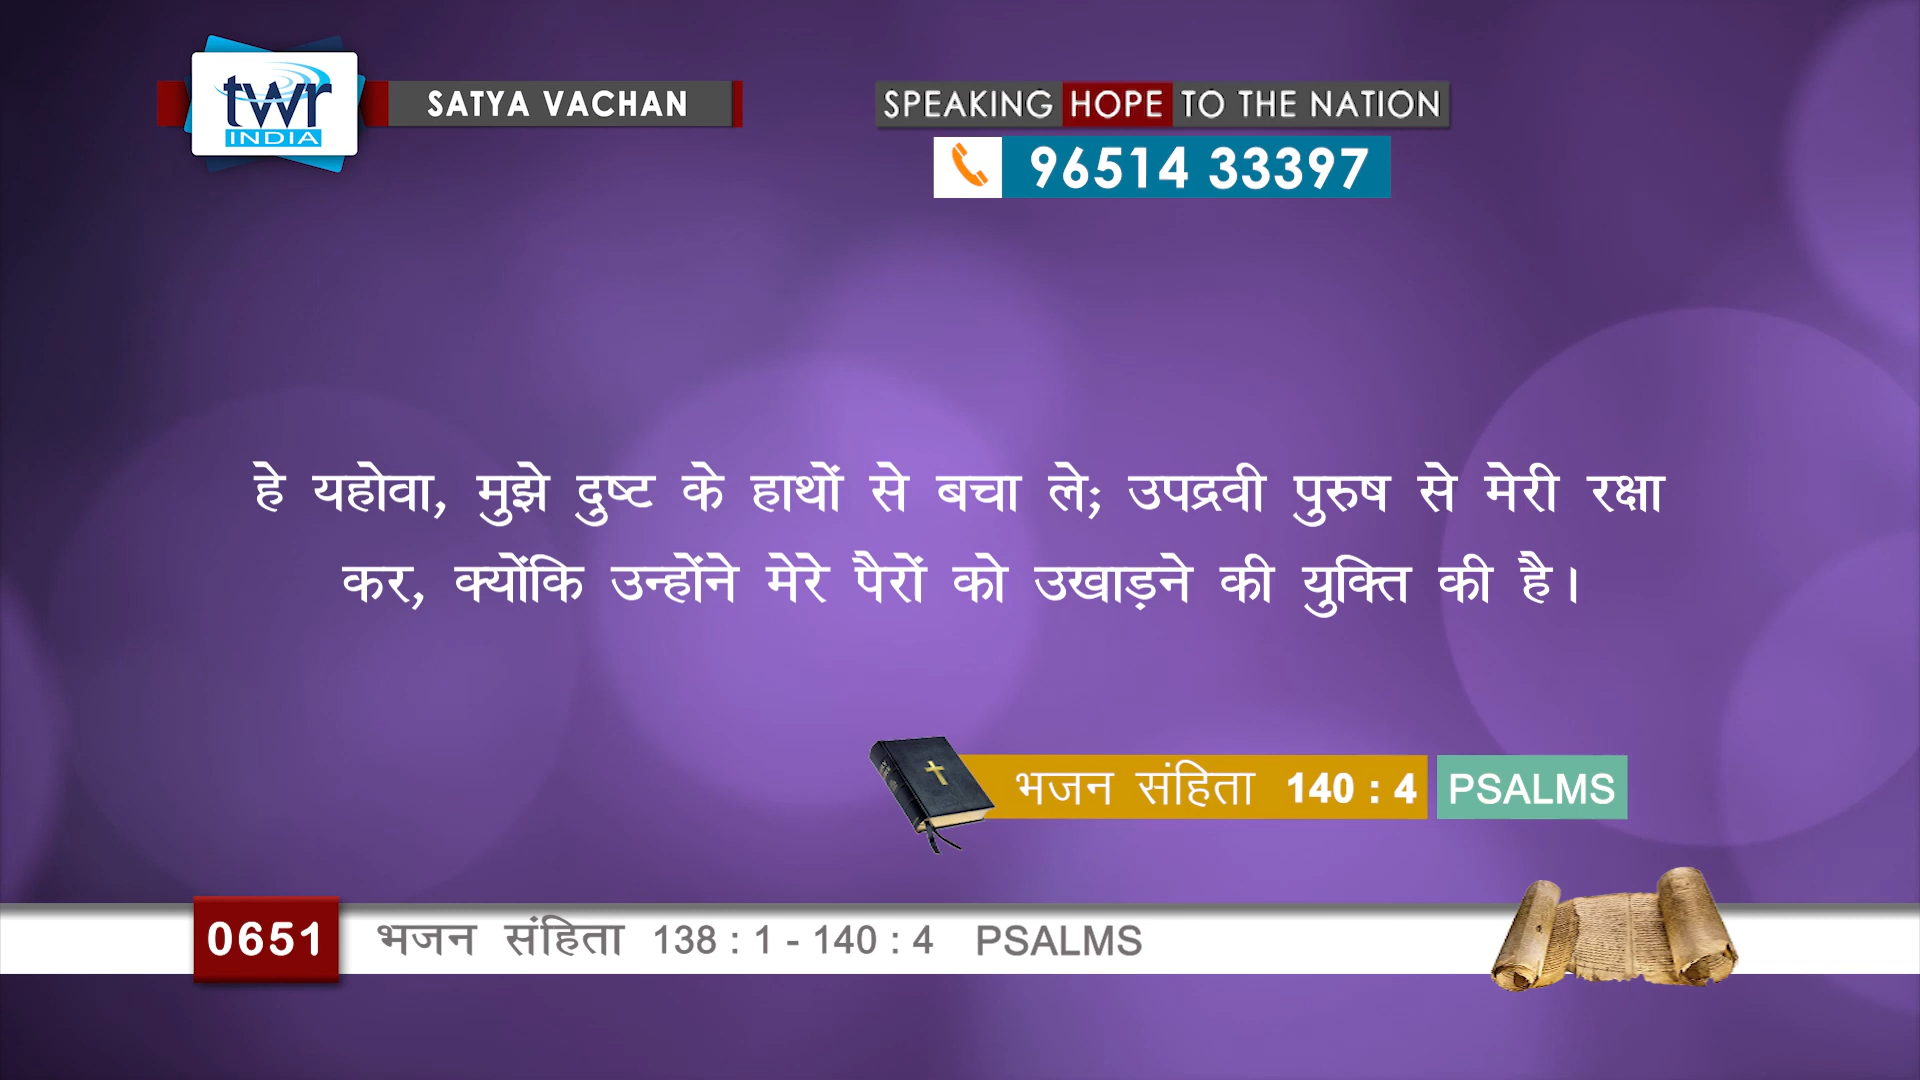 twr
INDIA
SATYA VACHAN
SPEAKING HOPE TO THE NATION
96514 33397
हे यहोवा, मुझे दुष्ट के हाथों से बचा ले; उपद्रवी पुरुष से मेरी रक्षा
कर, क्योंकि उन्होंने मेरे पैरों को उखाड़ने की युक्ति की है।
भजन संहिता 140 : 4 PSALMS
0651 भजन संहिता 138 : 1 - 140 : 4 PSALMS